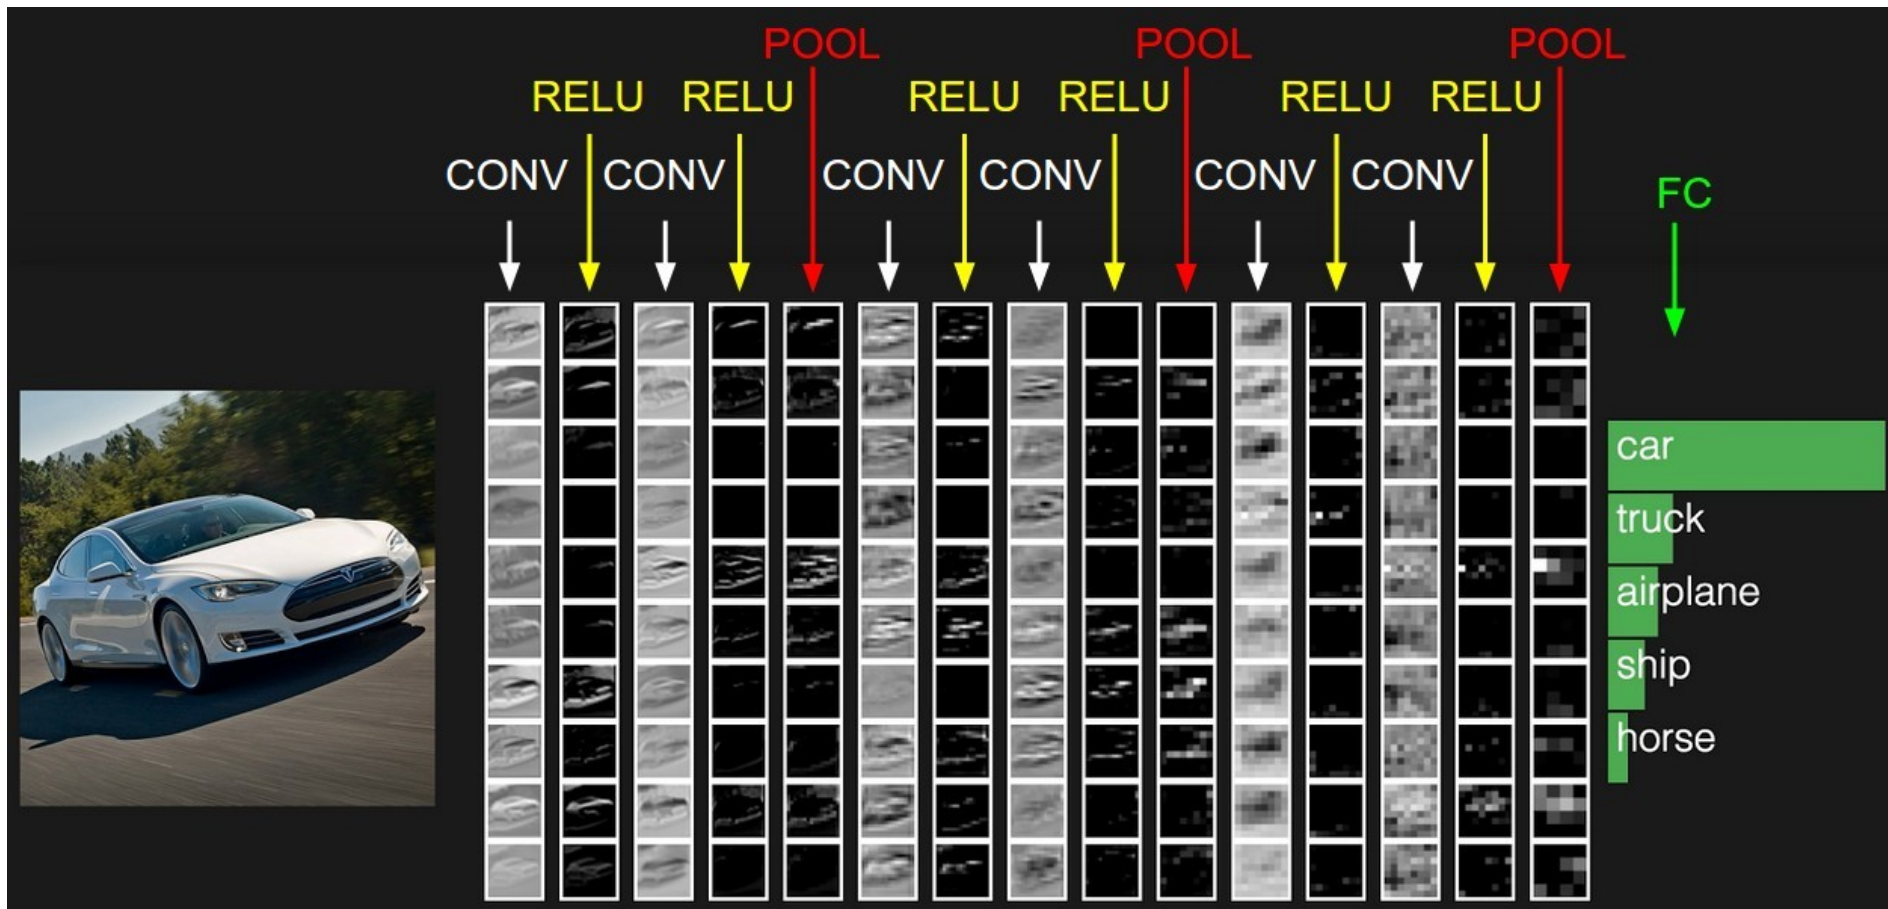 POOL POOL POOL
RELU RELU RELU RELU RELU RELU
CONV CONV CONV CONV CONV CONV
FC
car
truck
airplane
ship
horse